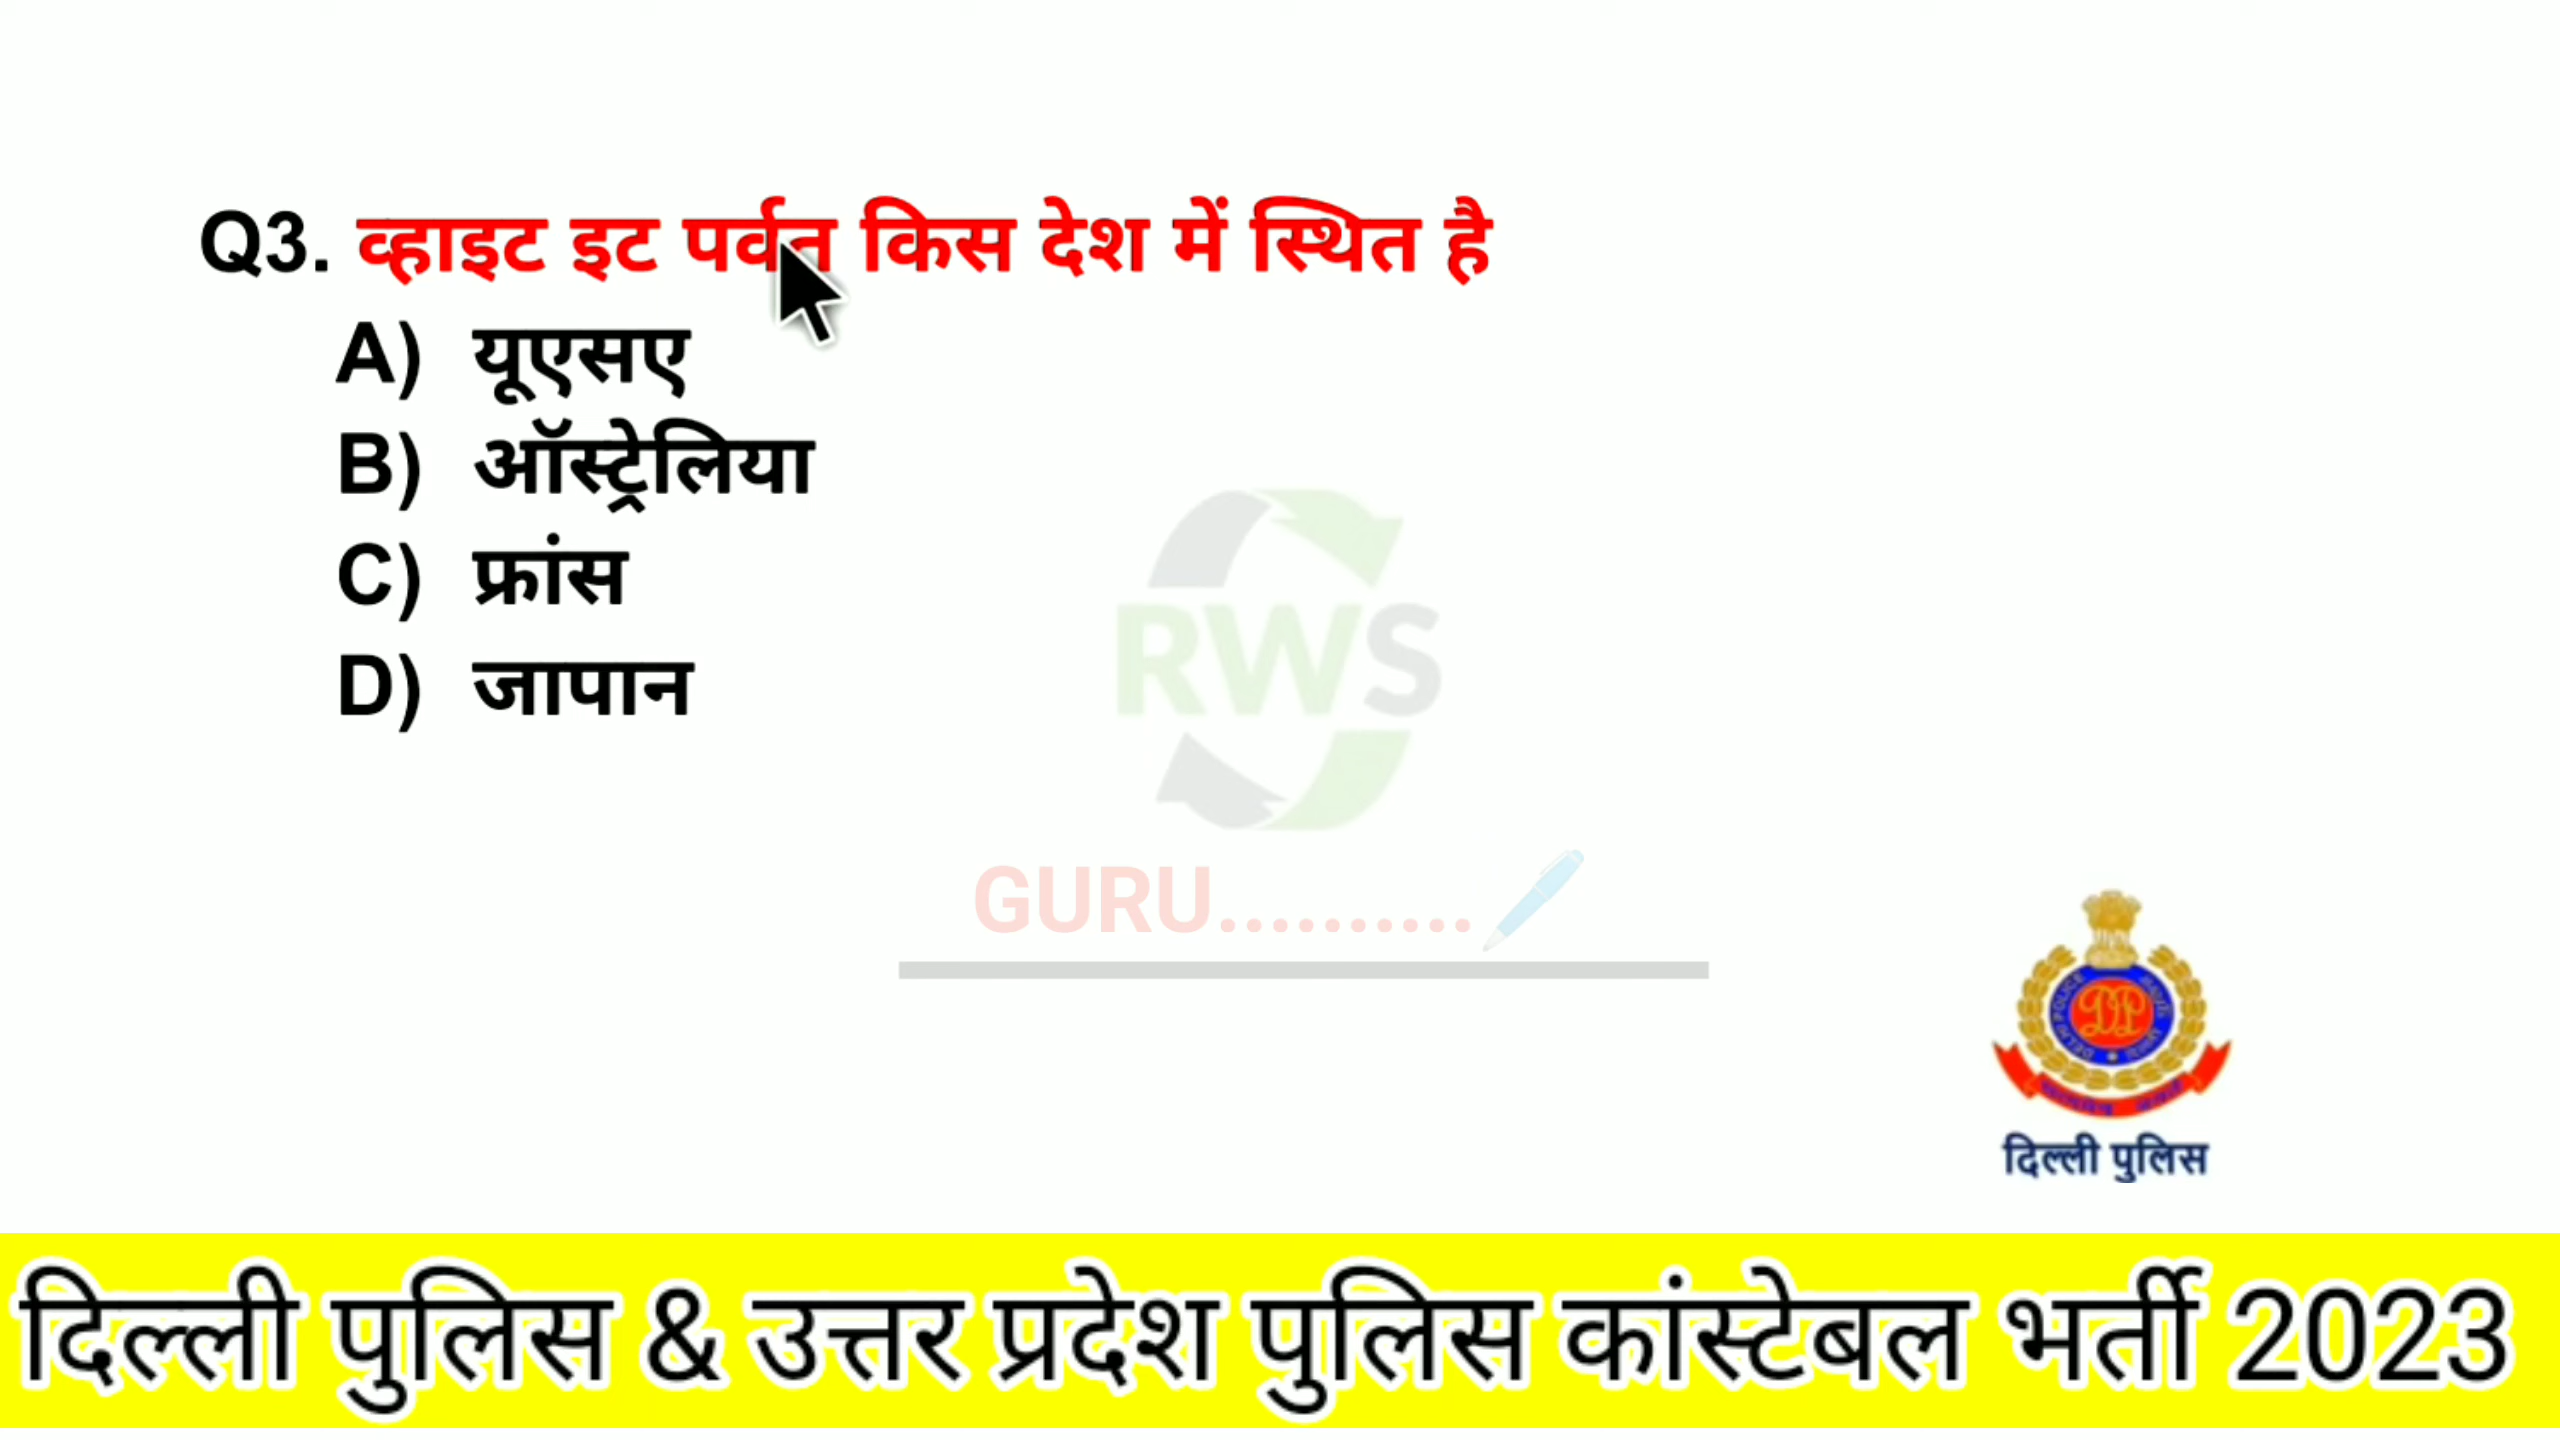 Q3. व्हाइट इट पर्वत किस देश में स्थित है
A) यूएसए
B) ऑस्ट्रेलिया
C) फ्रांस
D) जापान
RWS
GURU..........
दिल्ली पुलिस
दिल्ली पुलिस & उत्तर प्रदेश पुलिस कांस्टेबल भर्ती 2023